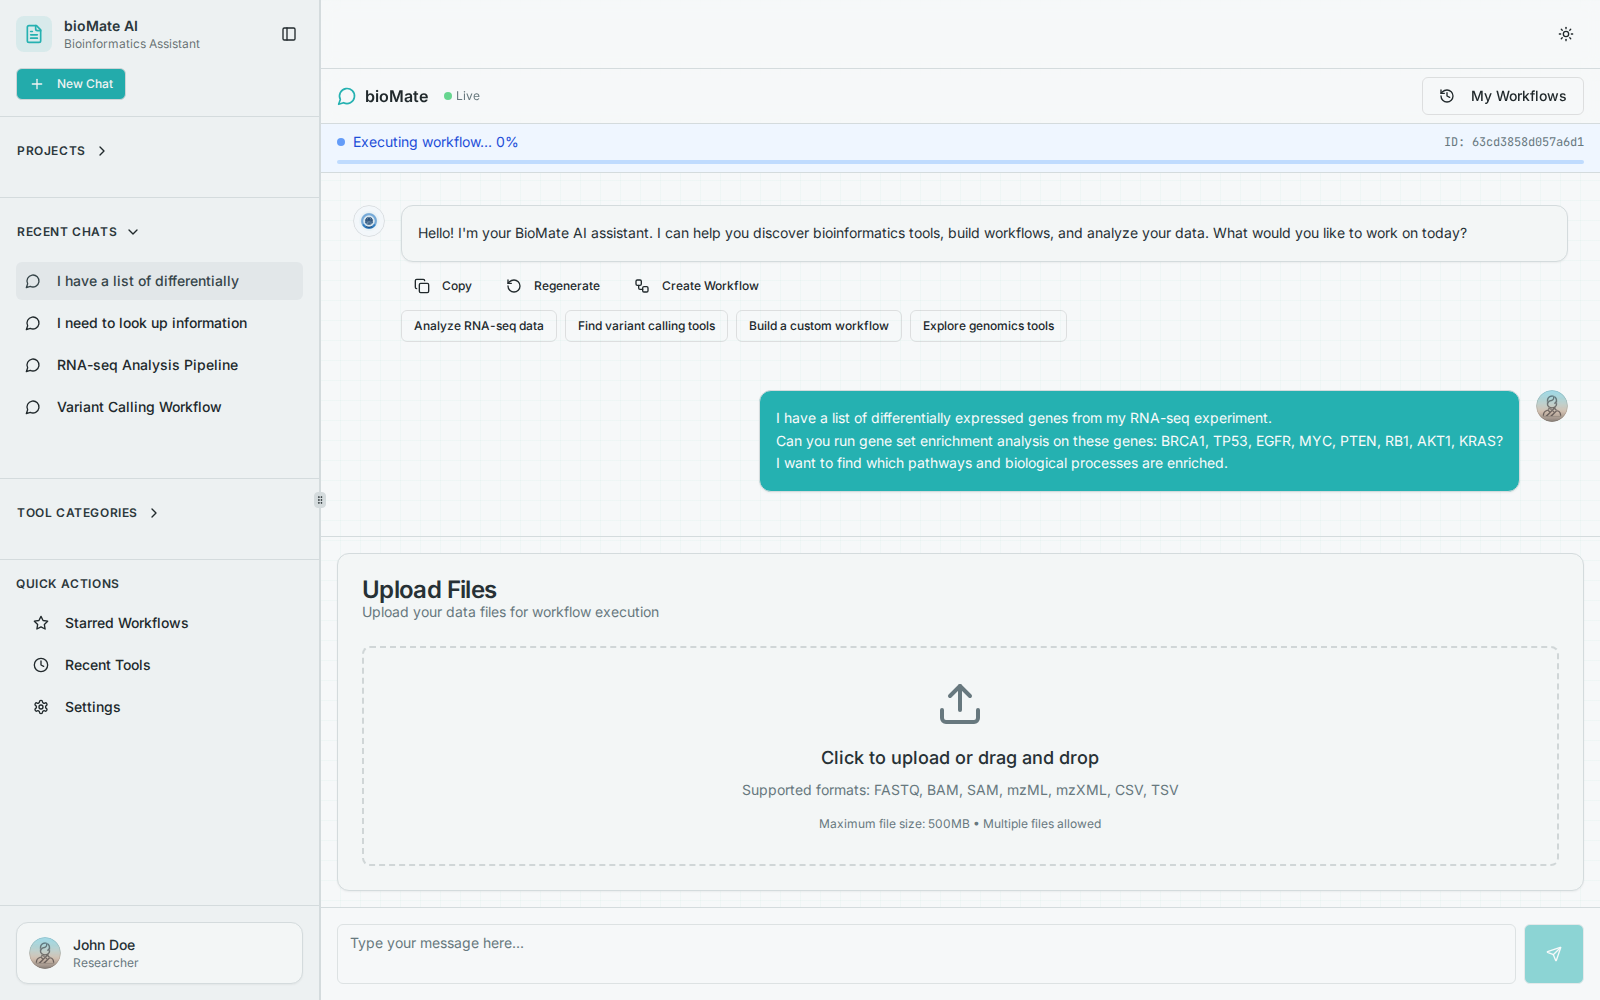 bioMate AI
Bioinformatics Assistant
New Chat
PROJECTS
RECENT CHATS
I have a list of differentially
I need to look up information
RNA-seq Analysis Pipeline
Variant Calling Workflow
TOOL CATEGORIES
QUICK ACTIONS
Starred Workflows
Recent Tools
Settings
John Doe
Researcher
bioMate
Live
My Workflows
Executing workflow... 0%
ID: 63cd3858d057a6d1
Hello! I'm your BioMate AI assistant. I can help you discover bioinformatics tools, build workflows, and analyze your data. What would you like to work on today?
Copy
Regenerate
Create Workflow
Analyze RNA-seq data
Find variant calling tools
Build a custom workflow
Explore genomics tools
I have a list of differentially expressed genes from my RNA-seq experiment.
Can you run gene set enrichment analysis on these genes: BRCA1, TP53, EGFR, MYC, PTEN, RB1, AKT1, KRAS?
I want to find which pathways and biological processes are enriched.
Upload Files
Upload your data files for workflow execution
Click to upload or drag and drop
Supported formats: FASTQ, BAM, SAM, mzML, mzXML, CSV, TSV
Maximum file size: 500MB • Multiple files allowed
Type your message here...